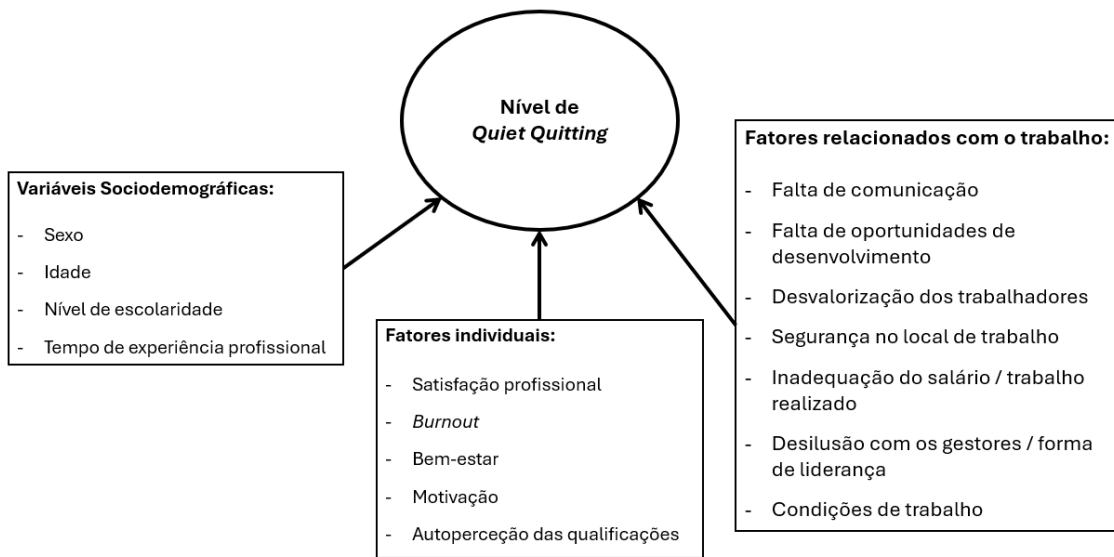 Nível de
Quiet Quitting
Variáveis Sociodemográficas:
- Sexo
- Idade
- Nível de escolaridade
- Tempo de experiência profissional
Fatores individuais:
- Satisfação profissional
- Burnout
- Bem-estar
- Motivação
- Autoperceção das qualificações
Fatores relacionados com o trabalho:
- Falta de comunicação
- Falta de oportunidades de
desenvolvimento
- Desvalorização dos trabalhadores
- Segurança no local de trabalho
- Inadequação do salário / trabalho
realizado
- Desilusão com os gestores / forma
de liderança
- Condições de trabalho